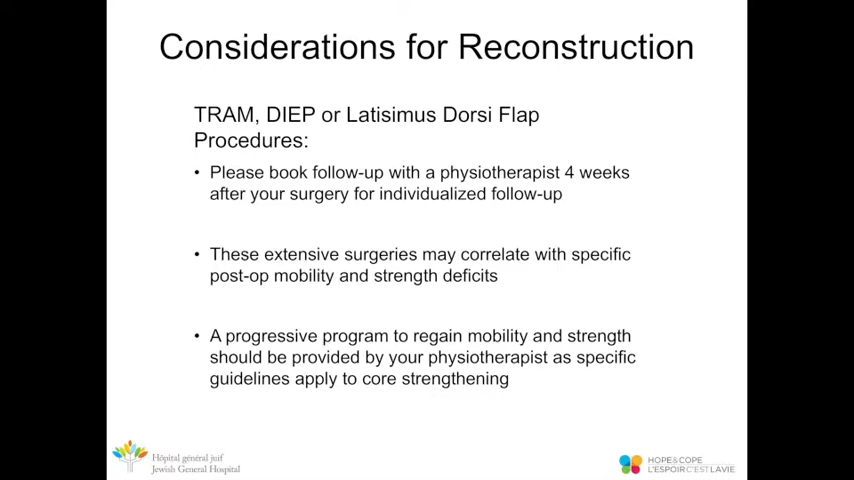 Considerations for Reconstruction
TRAM, DIEP or Latisimus Dorsi Flap
Procedures:
• Please book follow-up with a physiotherapist 4 weeks
after your surgery for individualized follow-up
• These extensive surgeries may correlate with specific
post-op mobility and strength deficits
• A progressive program to regain mobility and strength
should be provided by your physiotherapist as specific
guidelines apply to core strengthening
Hôpital général juif
Jewish General Hospital
HOPE&COPE
L'ESPOIR C'EST LA VIE